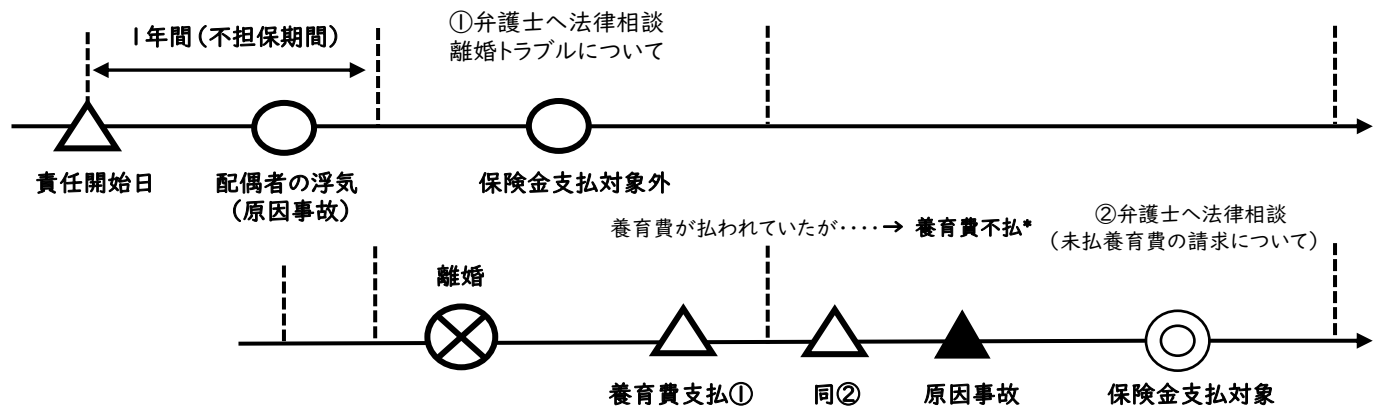 1年間（不担保期間）
①弁護士へ法律相談
離婚トラブルについて
責任開始日
配偶者の浮気
（原因事故）
保険金支払対象外
養育費が払われていたが‥‥→ 養育費不払*
②弁護士へ法律相談
（未払養育費の請求について）
離婚
養育費支払①
同②
原因事故
保険金支払対象